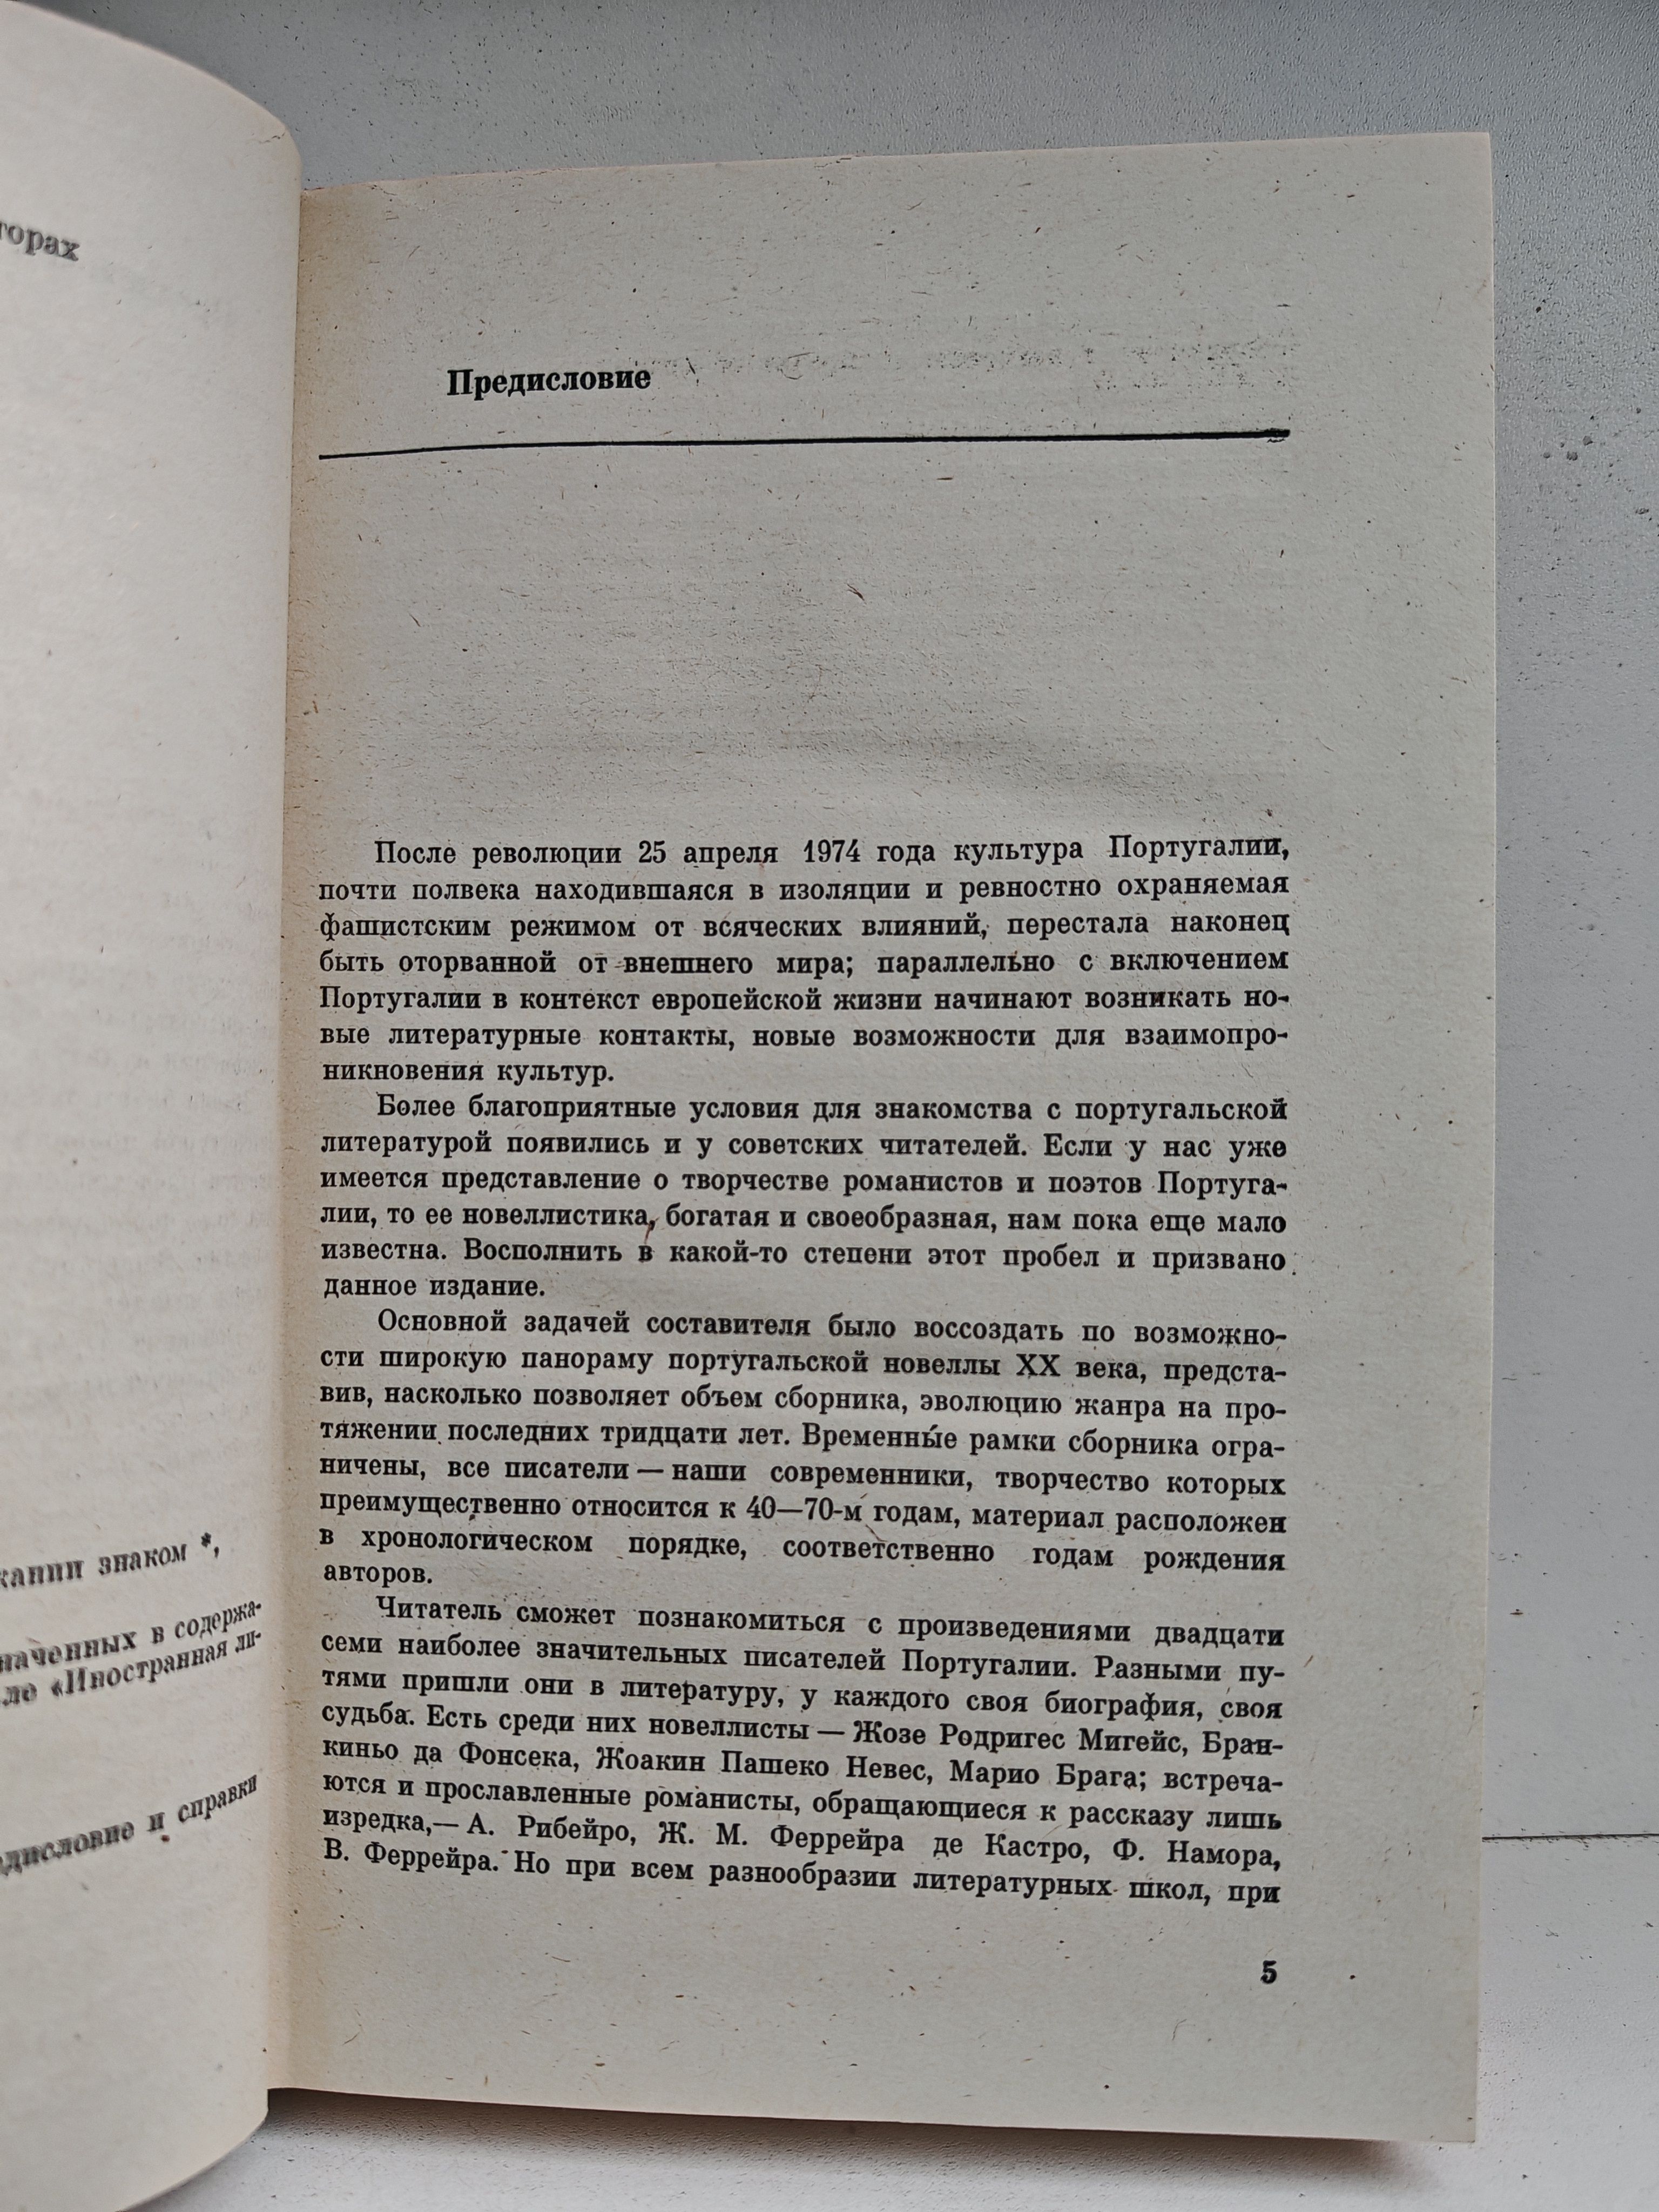 торах
кании знаком *,
наченных в содержа-
ле «Иностранная ли-
дисловие и справки
Предисловие
После революции 25 апреля 1974 года культура Португалии,
почти полвека находившаяся в изоляции и ревностно охраняемая
фашистским режимом от всяческих влияний, перестала наконец
быть оторванной от внешнего мира; параллельно с включением
Португалии в контекст европейской жизни начинают возникать но-
вые литературные контакты, новые возможности для взаимопро-
никновения культур.
Более благоприятные условия для знакомства с португальской
литературой появились и у советских читателей. Если у нас уже
имеется представление о творчестве романистов и поэтов Португа-
лии, то ее новеллистика, богатая и своеобразная, нам пока еще мало
известна. Восполнить в какой-то степени этот пробел и призвано
данное издание.
Основной задачей составителя было воссоздать по возможно-
сти широкую панораму португальской новеллы XX века, предста-
вив, насколько позволяет объем сборника, эволюцию жанра на про-
тяжении последних тридцати лет. Временны́е рамки сборника огра-
ничены, все писатели — наши современники, творчество которых
преимущественно относится к 40—70-м годам, материал расположен
в хронологическом порядке, соответственно годам рождения
авторов.
Читатель сможет познакомиться с произведениями двадцати
семи наиболее значительных писателей Португалии. Разными пу-
тями пришли они в литературу, у каждого своя биография, своя
судьба. Есть среди них новеллисты — Жозе Родригес Мигейс, Бран-
киньо да Фонсека, Жоакин Пашеко Невес, Марио Брага; встреча-
ются и прославленные романисты, обращающиеся к рассказу лишь
изредка,— А. Рибейро, Ж. М. Феррейра де Кастро, Ф. Намора,
В. Феррейра. Но при всем разнообразии литературных школ, при
5